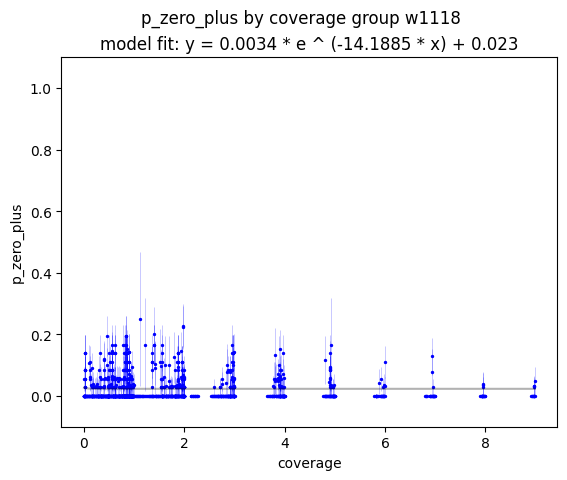 p_zero_plus by coverage group w1118
model fit: y = 0.0034 * e ^ (-14.1885 * x) + 0.023
1.0
0.8
0.6
0.4
0.2
0.0
p_zero_plus
0 2 4 6 8
coverage